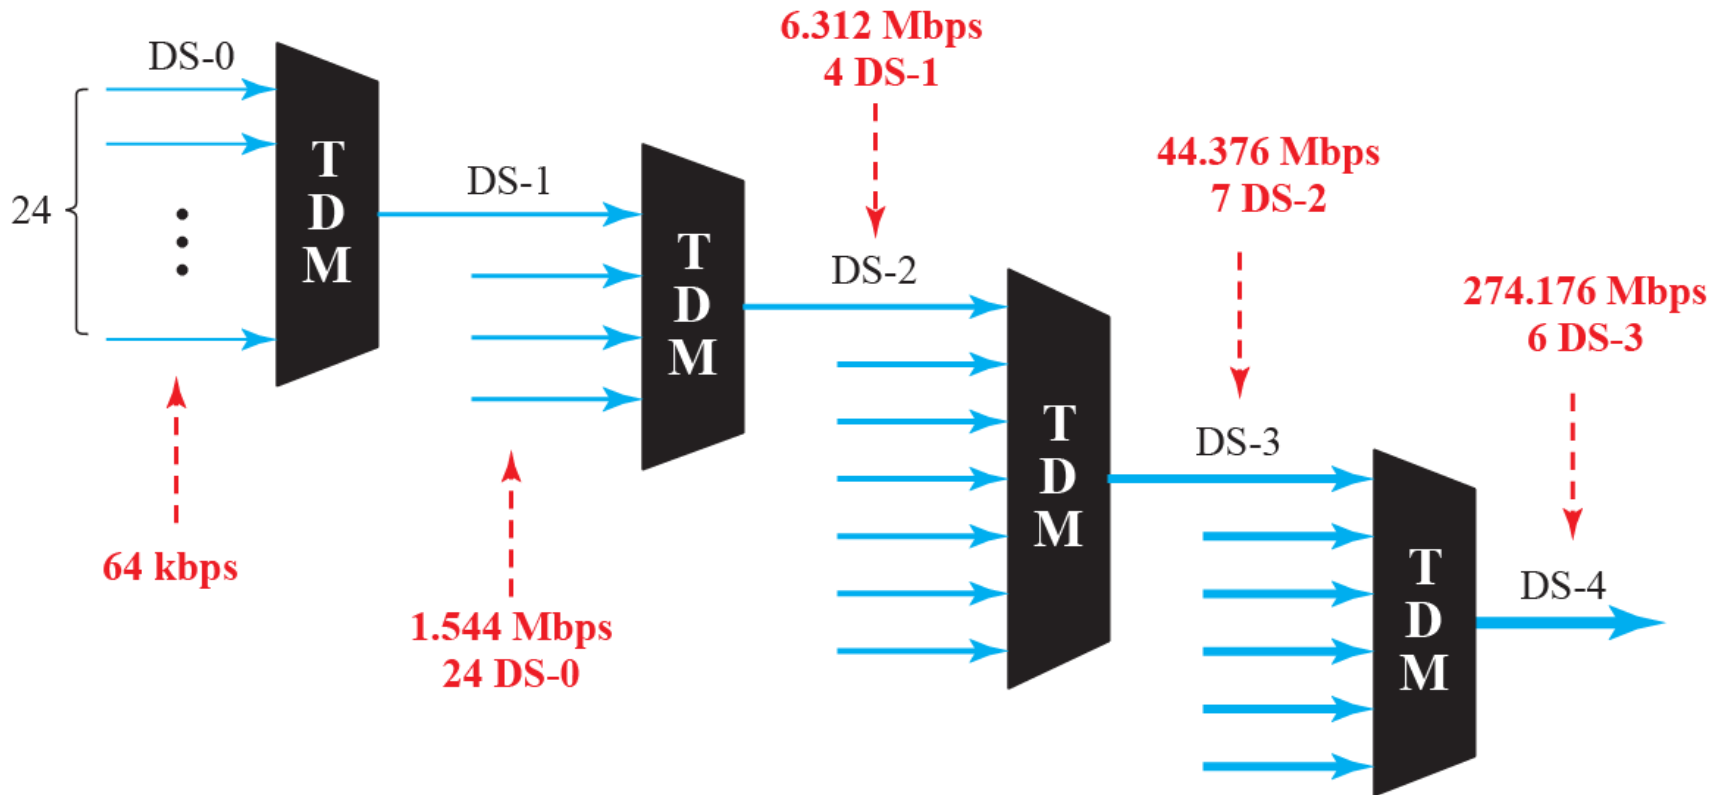 DS-0
24
T
D
M
64 kbps
DS-1
1.544 Mbps
24 DS-0
T
D
M
6.312 Mbps
4 DS-1
DS-2
T
D
M
44.376 Mbps
7 DS-2
DS-3
T
D
M
274.176 Mbps
6 DS-3
DS-4